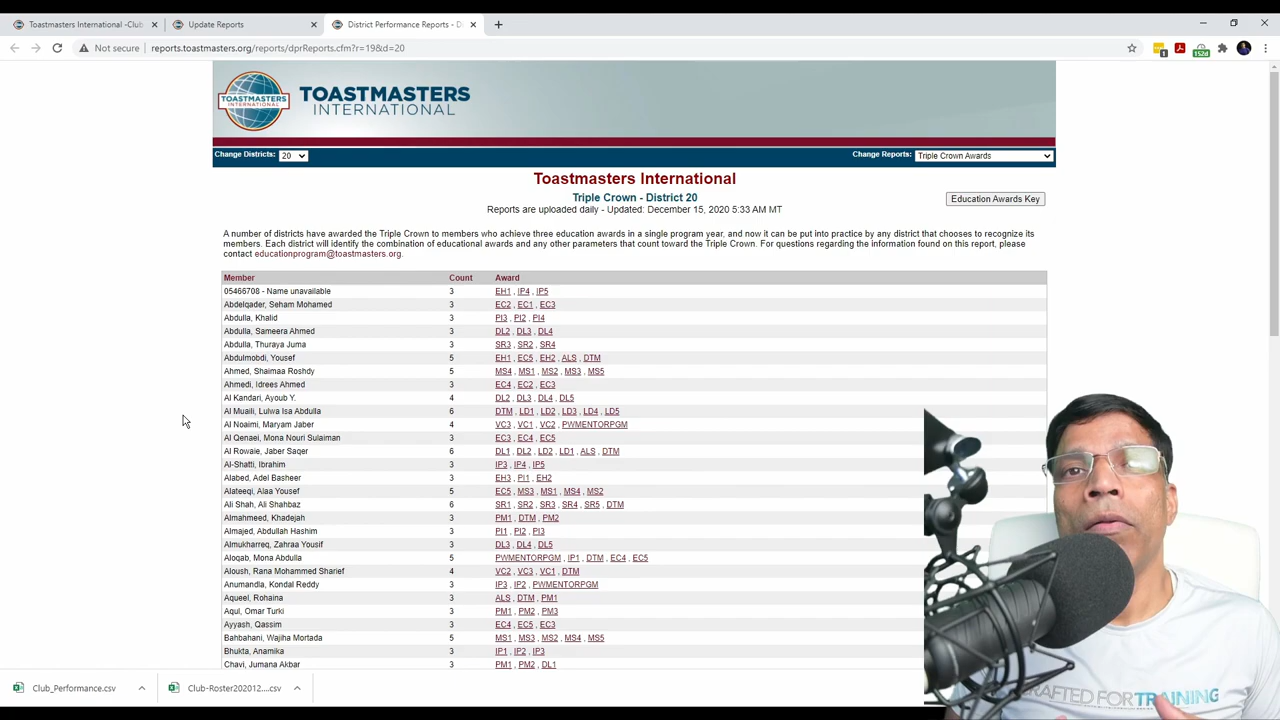 Toastmasters International -Club
Update Reports
District Performance Reports - D
Not secure
reports.toastmasters.org/reports/dprReports.cfm?r=19&d=20
1
152d
TOASTMASTERS
INTERNATIONAL
TOASTMASTERS
INTERNATIONAL
Change Districts: 20
Change Reports: Triple Crown Awards
Toastmasters International
Triple Crown - District 20
Education Awards Key
Reports are uploaded daily - Updated: December 15, 2020 5:33 AM MT
A number of districts have awarded the Triple Crown to members who achieve three education awards in a single program year, and now it can be put into practice by any district that chooses to recognize its
members. Each district will identify the combination of educational awards and any other parameters that count toward the Triple Crown. For questions regarding the information found on this report, please
contact educationprogram@toastmasters.org.
Member Count Award
05466708 - Name unavailable 3 EH1 , IP4 , IP5
Abdelqader, Seham Mohamed 3 EC2 , EC1 , EC3
Abdulla, Khalid 3 PI3 , PI2 , PI4
Abdulla, Sameera Ahmed 3 DL2 , DL3 , DL4
Abdulla, Thuraya Juma 3 SR3 , SR2 , SR4
Abdulmobdi, Yousef 5 EH1 , EC5 , EH2 , ALS , DTM
Ahmed, Shaimaa Roshdy 5 MS4 , MS1 , MS2 , MS3 , MS5
Ahmedi, Idrees Ahmed 3 EC4 , EC2 , EC3
Al Kandari, Ayoub Y. 4 DL2 , DL3 , DL4 , DL5
Al Muaili, Lulwa Isa Abdulla 6 DTM , LD1 , LD2 , LD3 , LD4 , LD5
Al Noaimi, Maryam Jaber 4 VC3 , VC1 , VC2 , PWMENTORPGM
Al Qenaei, Mona Nouri Sulaiman 3 EC3 , EC4 , EC5
Al Rowaie, Jaber Saqer 6 DL1 , DL2 , LD2 , LD1 , ALS , DTM
Al-Shatti, Ibrahim 3 IP3 , IP4 , IP5
Alabed, Adel Basheer 3 EH3 , PI1 , EH2
Alateeqi, Alaa Yousef 5 EC5 , MS3 , MS1 , MS4 , MS2
Ali Shah, Ali Shahbaz 6 SR1 , SR2 , SR3 , SR4 , SR5 , DTM
Almahmeed, Khadejah 3 PM1 , DTM , PM2
Almajed, Abdullah Hashim 3 PI1 , PI2 , PI3
Almukharreq, Zahraa Yousif 3 DL3 , DL4 , DL5
Aloqab, Mona Abdulla 5 PWMENTORPGM , IP1 , DTM , EC4 , EC5
Aloush, Rana Mohammed Sharief 4 VC2 , VC3 , VC1 , DTM
Anumandla, Kondal Reddy 3 IP3 , IP2 , PWMENTORPGM
Aqueel, Rohaina 3 ALS , DTM , PM1
Aqul, Omar Turki 3 PM1 , PM2 , PM3
Ayyash, Qassim 3 EC4 , EC5 , EC3
Bahbahani, Wajiha Mortada 5 MS1 , MS3 , MS2 , MS4 , MS5
Bhukta, Anamika 3 IP1 , IP2 , IP3
Chavi, Jumana Akbar 3 PM1 , PM2 , DL1
Club_Performance.csv
Club-Roster202012....csv
CRAFTED FOR TRAINING